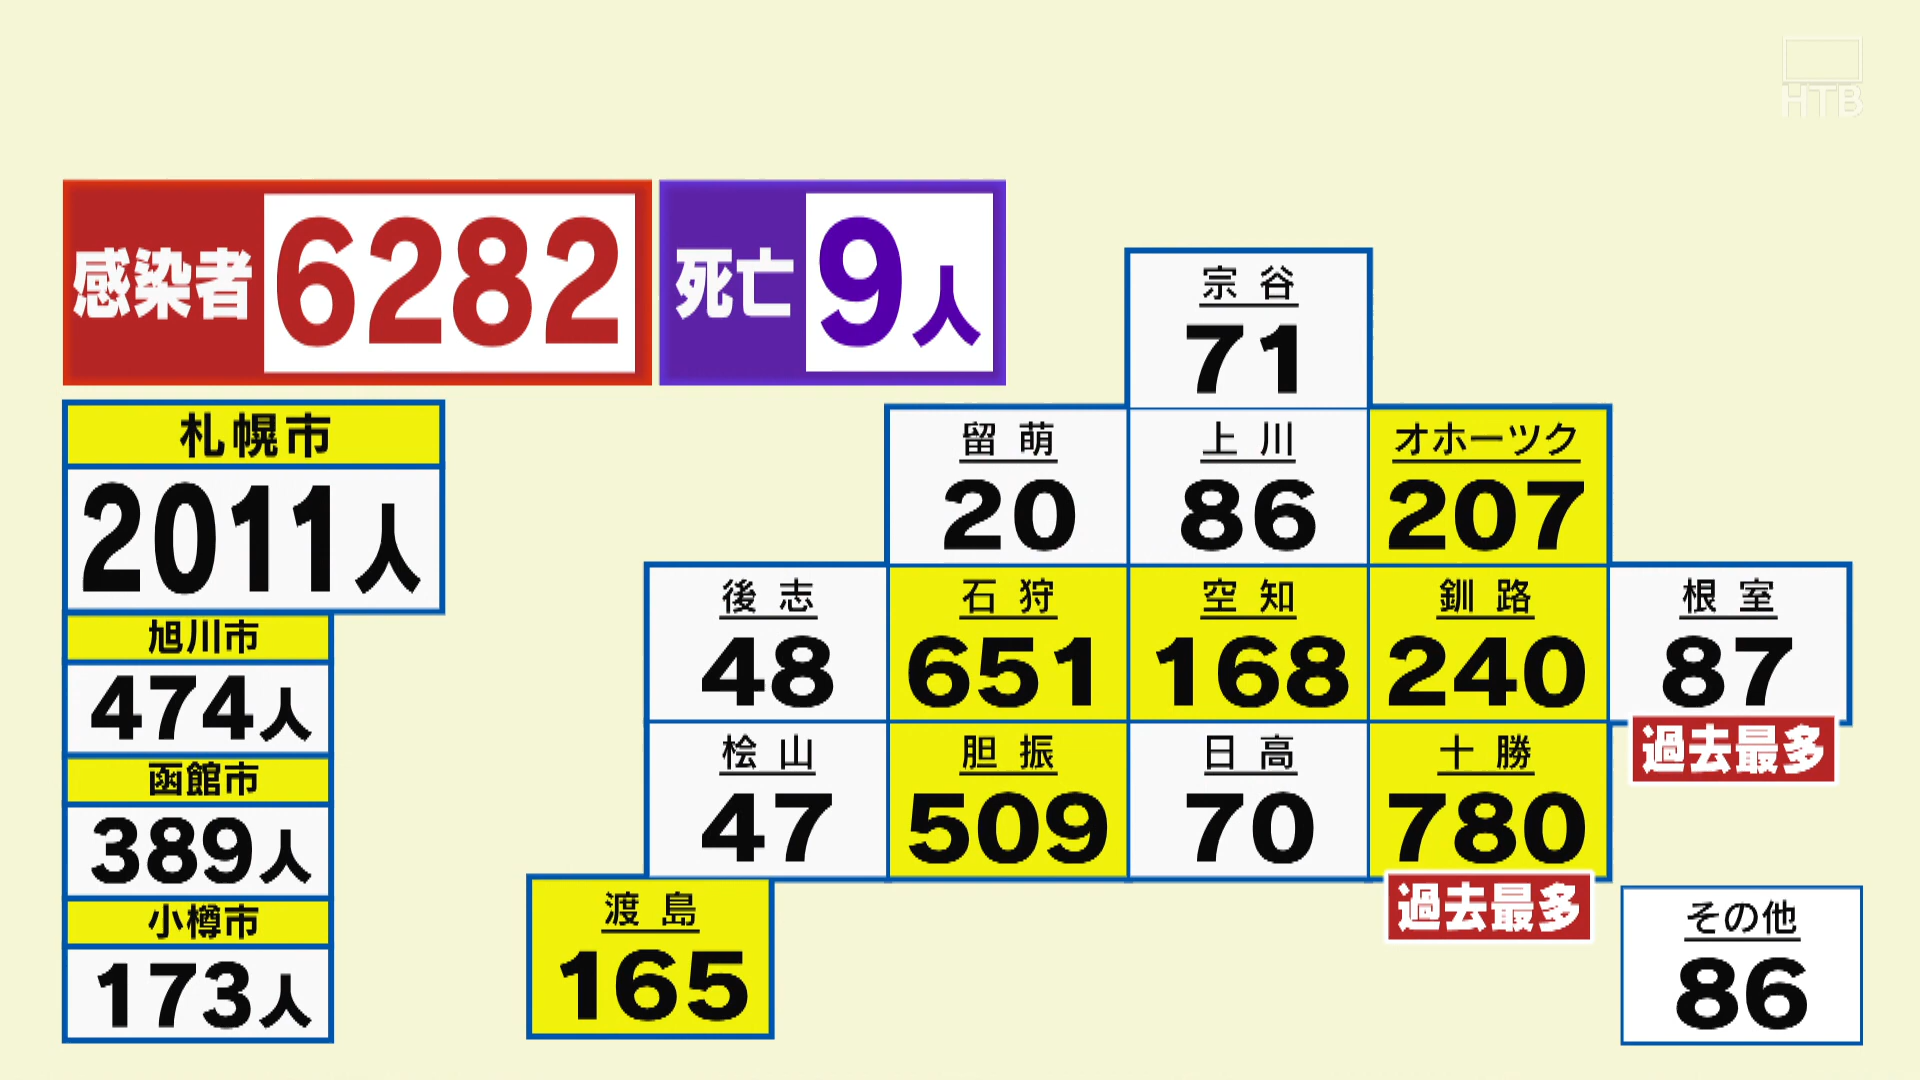 HTB
感染者 6282
死亡 9人
札幌市
2011人
旭川市
474人
函館市
389人
小樽市
173人
宗谷
71
留萌
20
上川
86
オホーツク
207
後志
48
石狩
651
空知
168
釧路
240
根室
87
過去最多
桧山
47
胆振
509
日高
70
十勝
780
過去最多
渡島
165
その他
86